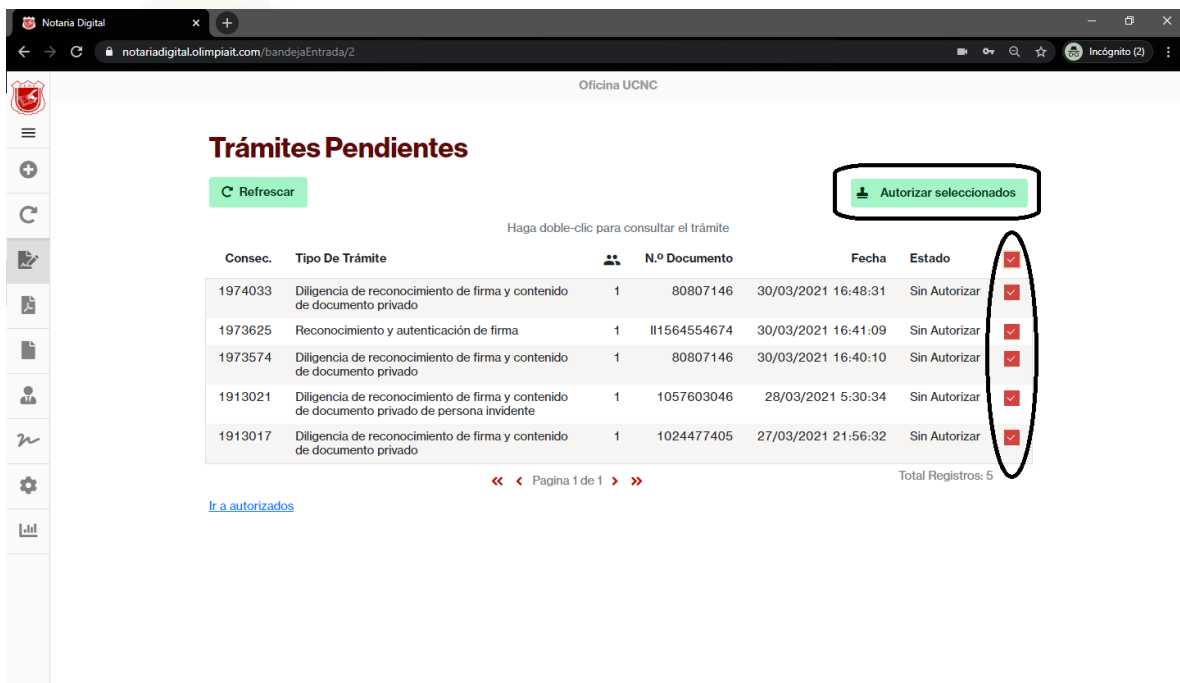 Notaria Digital
notariadigital.olimpiait.com/bandejaEntrada/2
Incógnito (2)
Oficina UCNC
Trámites Pendientes
Refrescar
Autorizar seleccionados
Haga doble-clic para consultar el trámite
Consec. Tipo De Trámite N.º Documento Fecha Estado
1974033 Diligencia de reconocimiento de firma y contenido 1 80807146 30/03/2021 16:48:31 Sin Autorizar
de documento privado
1973625 Reconocimiento y autenticación de firma 1 II1564554674 30/03/2021 16:41:09 Sin Autorizar
1973574 Diligencia de reconocimiento de firma y contenido 1 80807146 30/03/2021 16:40:10 Sin Autorizar
de documento privado
1913021 Diligencia de reconocimiento de firma y contenido 1 1057603046 28/03/2021 5:30:34 Sin Autorizar
de documento privado de persona invidente
1913017 Diligencia de reconocimiento de firma y contenido 1 1024477405 27/03/2021 21:56:32 Sin Autorizar
de documento privado
Pagina 1 de 1
Total Registros: 5
Ir a autorizados